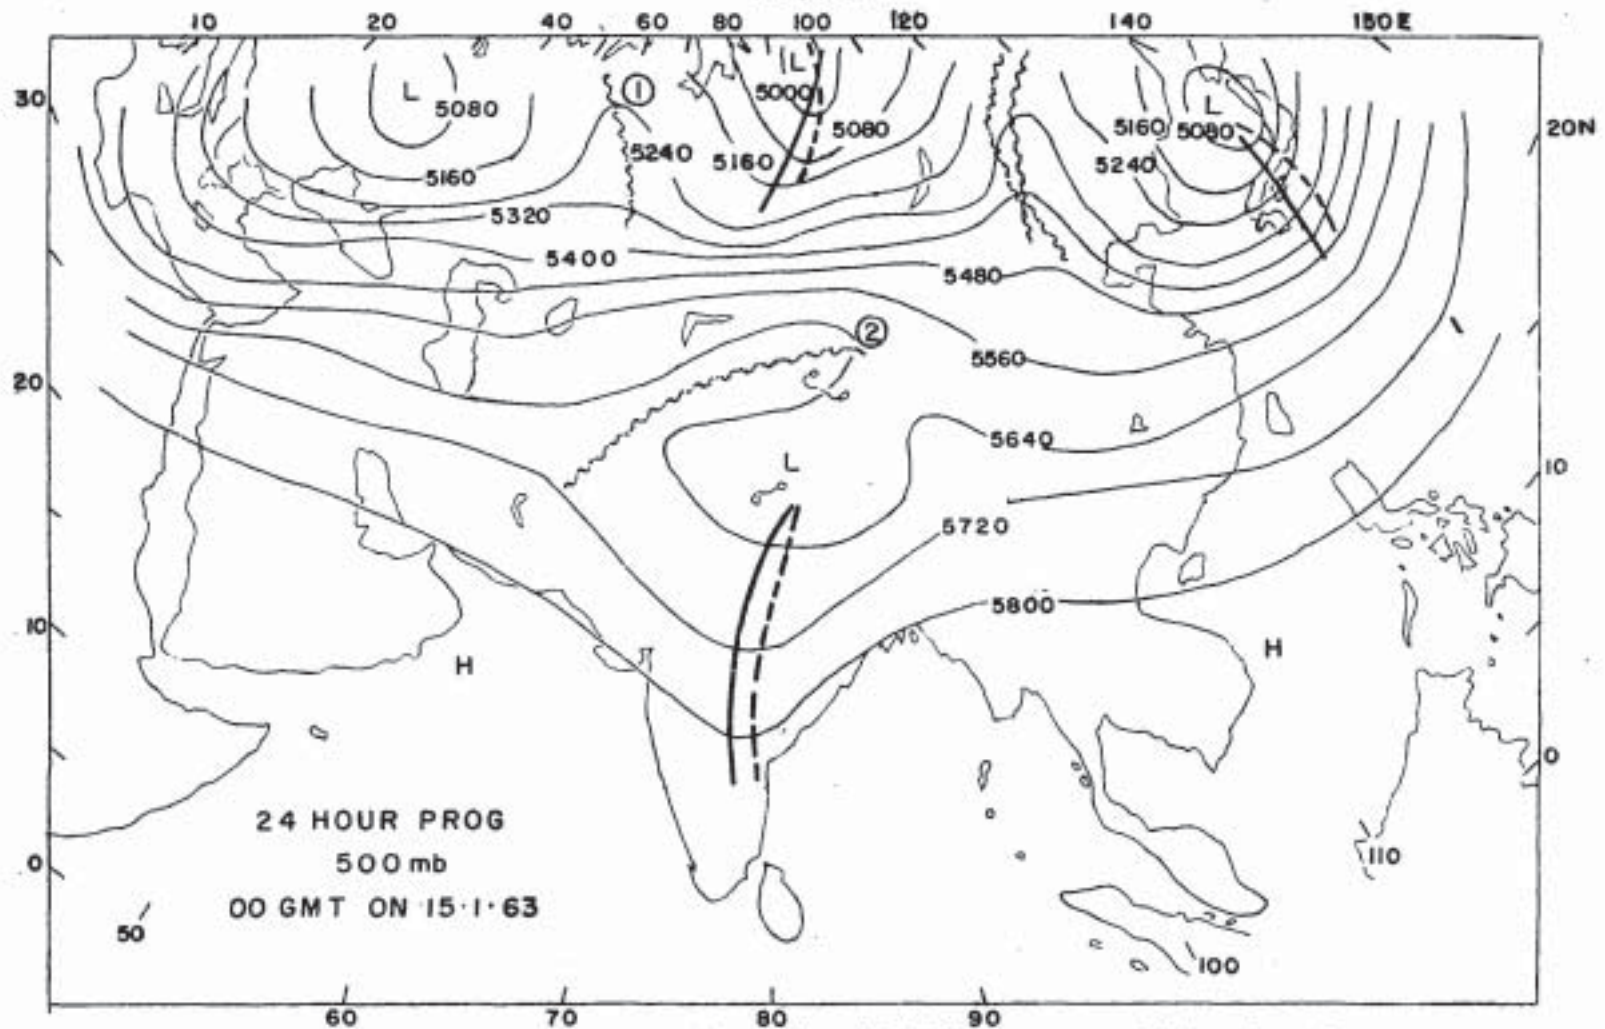 10 20 40 60 80 100 120 140 150 E
30 L 5080 ① L 5000 5080 L 5160 5080 20N
5160 5240 5160 5240
5320
5400 5480
② 5560
20
5640
L 10
5720
5800
10
H H
0
24 HOUR PROG
500 mb
0 110
00 GMT ON 15·1·63
50
100
60 70 80 90